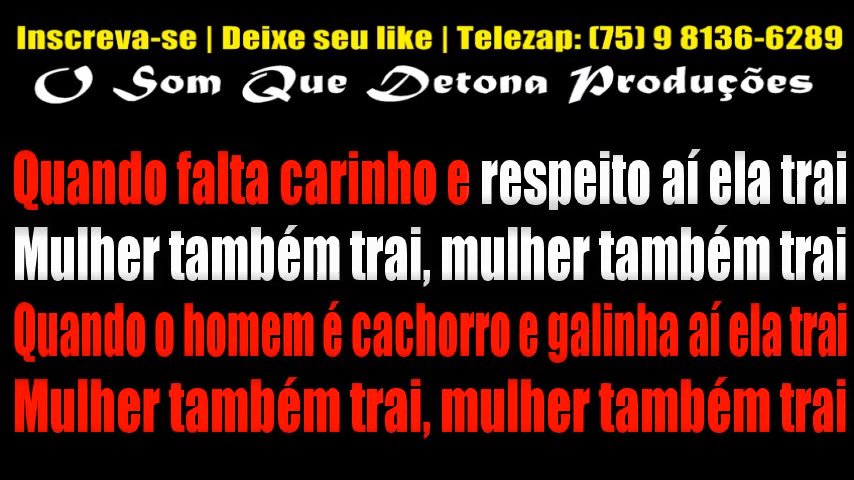 Inscreva-se | Deixe seu like | Telezap: (75) 9 8136-6289
O Som Que Detona Produções
Quando falta carinho e respeito aí ela trai
Mulher também trai, mulher também trai
Quando o homem é cachorro e galinha aí ela trai
Mulher também trai, mulher também trai